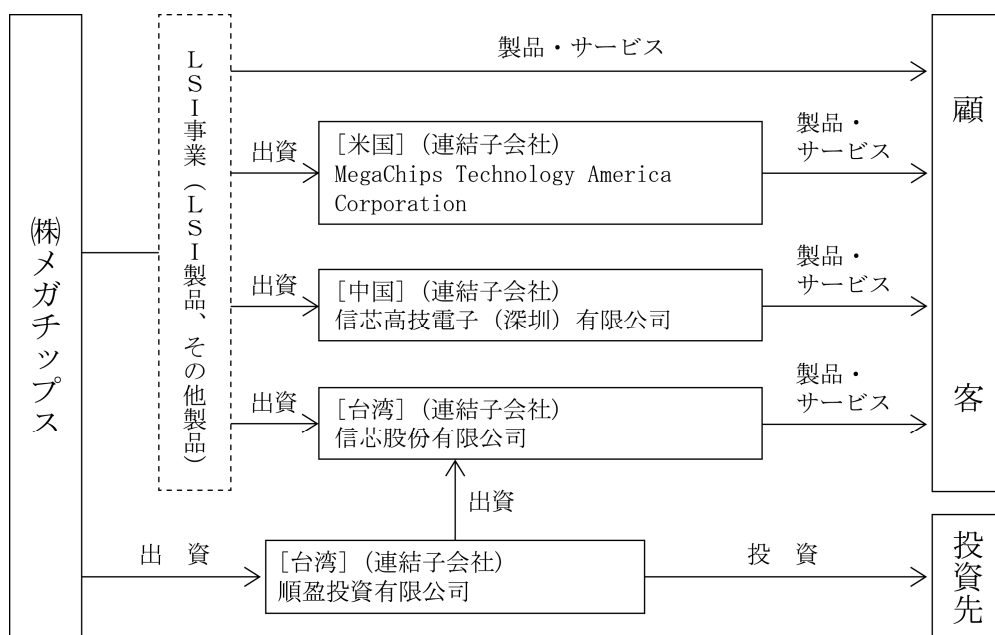 ㈱メガチップス
LSI事業(LSI製品、その他製品)
製品・サービス
顧客
出資
[米国](連結子会社)
MegaChips Technology America
Corporation
製品・
サービス
出資
[中国](連結子会社)
信芯高技電子(深圳)有限公司
製品・
サービス
出資
[台湾](連結子会社)
信芯股份有限公司
製品・
サービス
出資
出 資
[台湾](連結子会社)
順盈投資有限公司
投 資
投資先